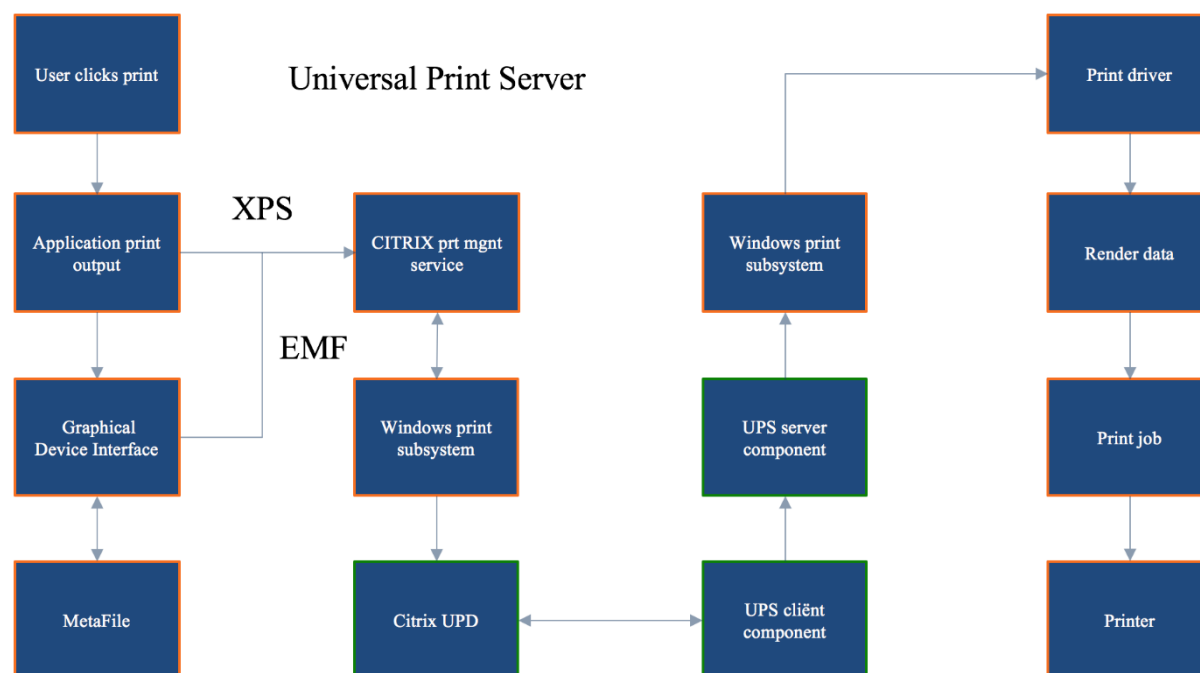 User clicks print
Universal Print Server
Print driver
XPS
Application print
output
CITRIX prt mgnt
service
Windows print
subsystem
Render data
EMF
Graphical
Device Interface
Windows print
subsystem
UPS server
component
Print job
MetaFile
Citrix UPD
UPS cliënt
component
Printer